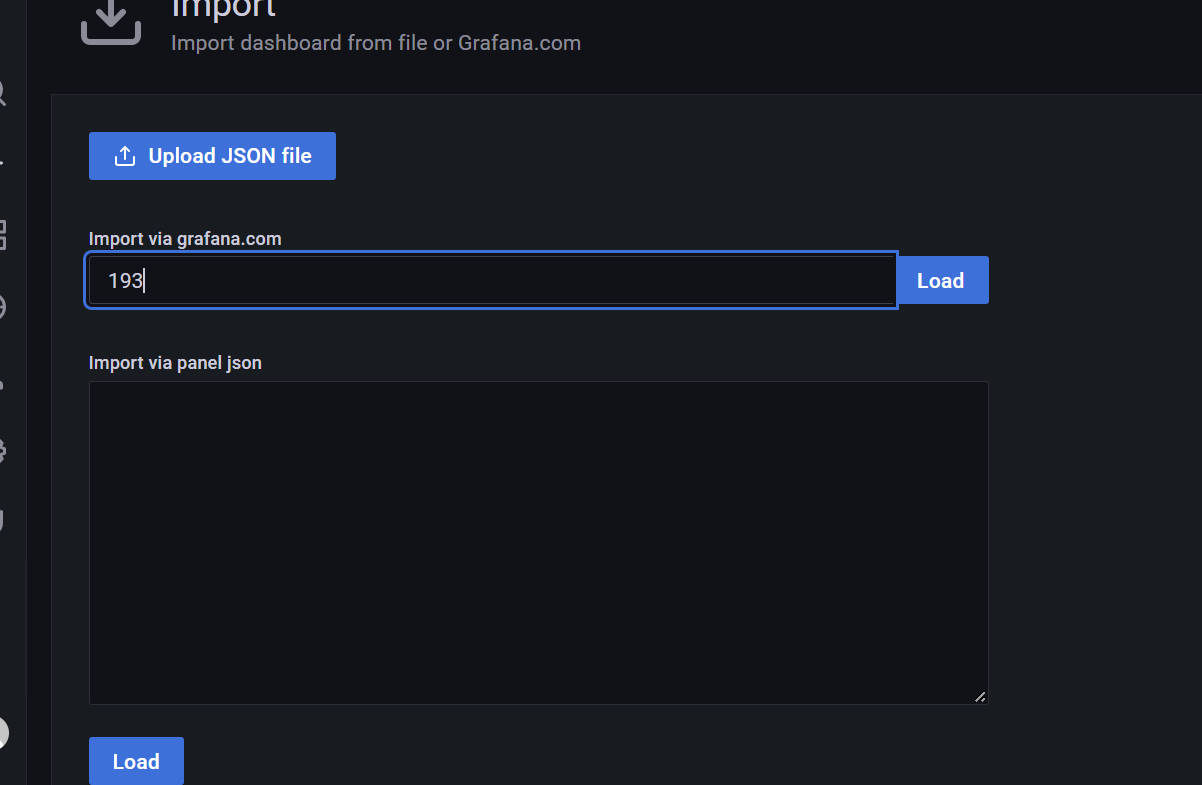 Import
Import dashboard from file or Grafana.com
Upload JSON file
Import via grafana.com
193
Load
Import via panel json
Load